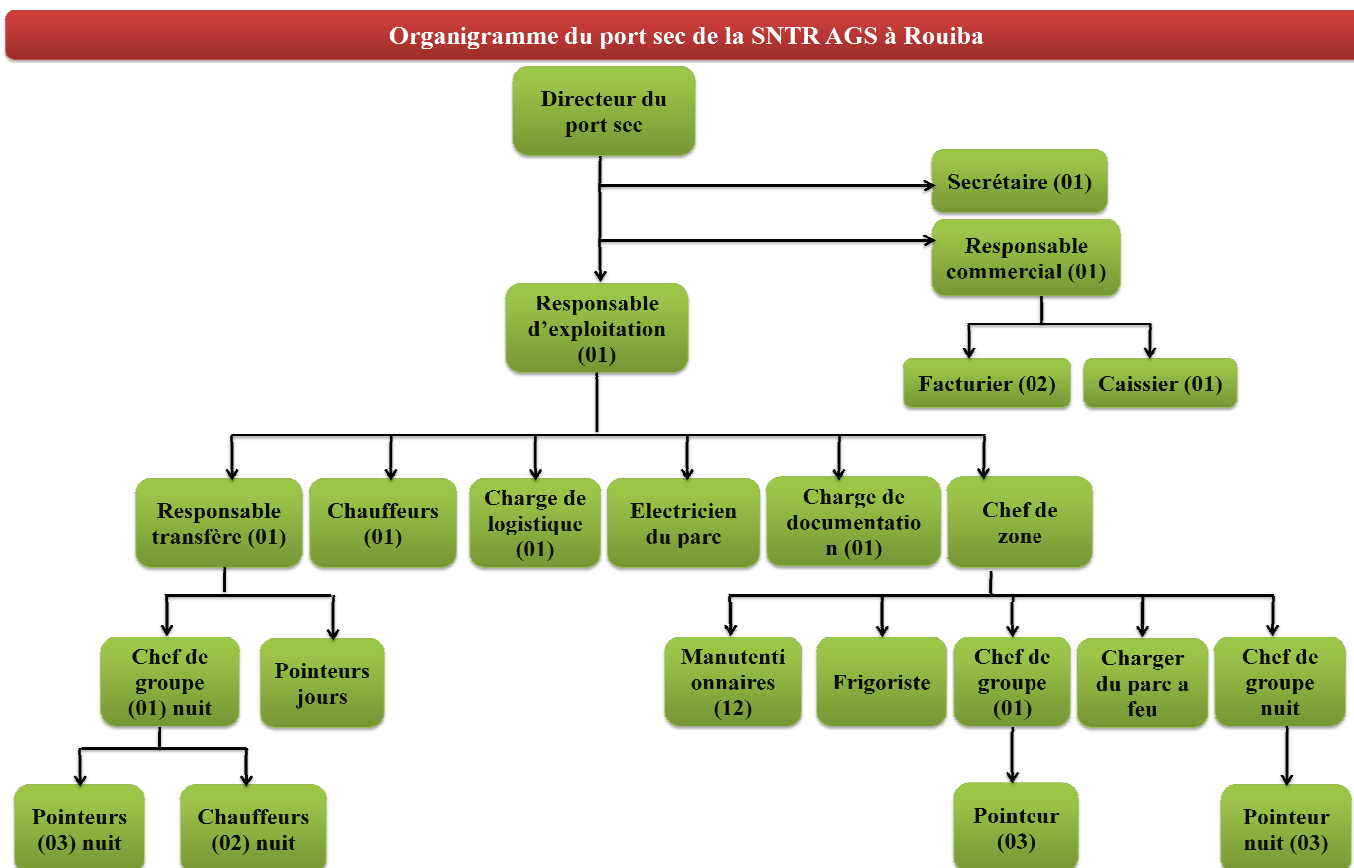 Organigramme du port sec de la SNTR AGS à Rouiba
Directeur du
port sec
Secrétaire (01)
Responsable
commercial (01)
Responsable
d’exploitation
(01)
Facturier (02)
Caissier (01)
Responsable
transfère (01)
Chauffeurs
(01)
Charge de
logistique
(01)
Electricien
du parc
Charge de
documentatio
n (01)
Chef de
zone
Chef de
groupe
(01) nuit
Pointeurs
jours
Manutenti
onnaires
(12)
Frigoriste
Chef de
groupe
(01)
Charger
du parc a
feu
Chef de
groupe
nuit
Pointeurs
(03) nuit
Chauffeurs
(02) nuit
Pointeur
(03)
Pointeur
nuit (03)